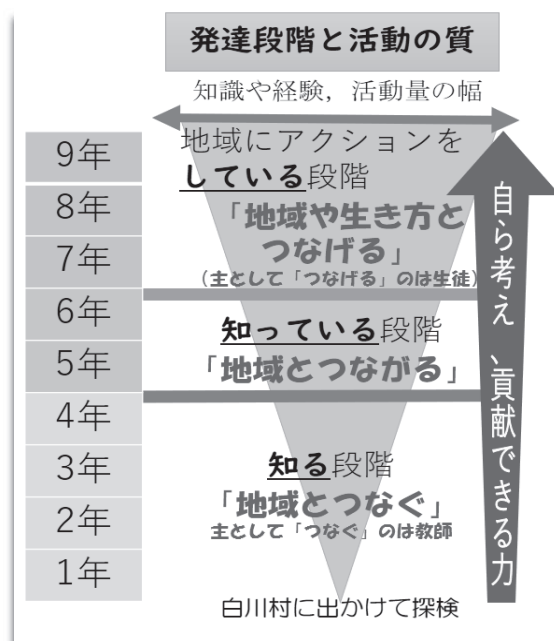 発達段階と活動の質
知識や経験，活動量の幅
9年
8年
7年
6年
5年
4年
3年
2年
1年
地域にアクションを
している段階
「地域や生き方と
つなげる」
（主として「つなげる」のは生徒）
知っている段階
「地域とつながる」
知る段階
「地域とつなぐ」
主として「つなぐ」のは教師
白川村に出かけて探検
自ら考え、貢献できる力